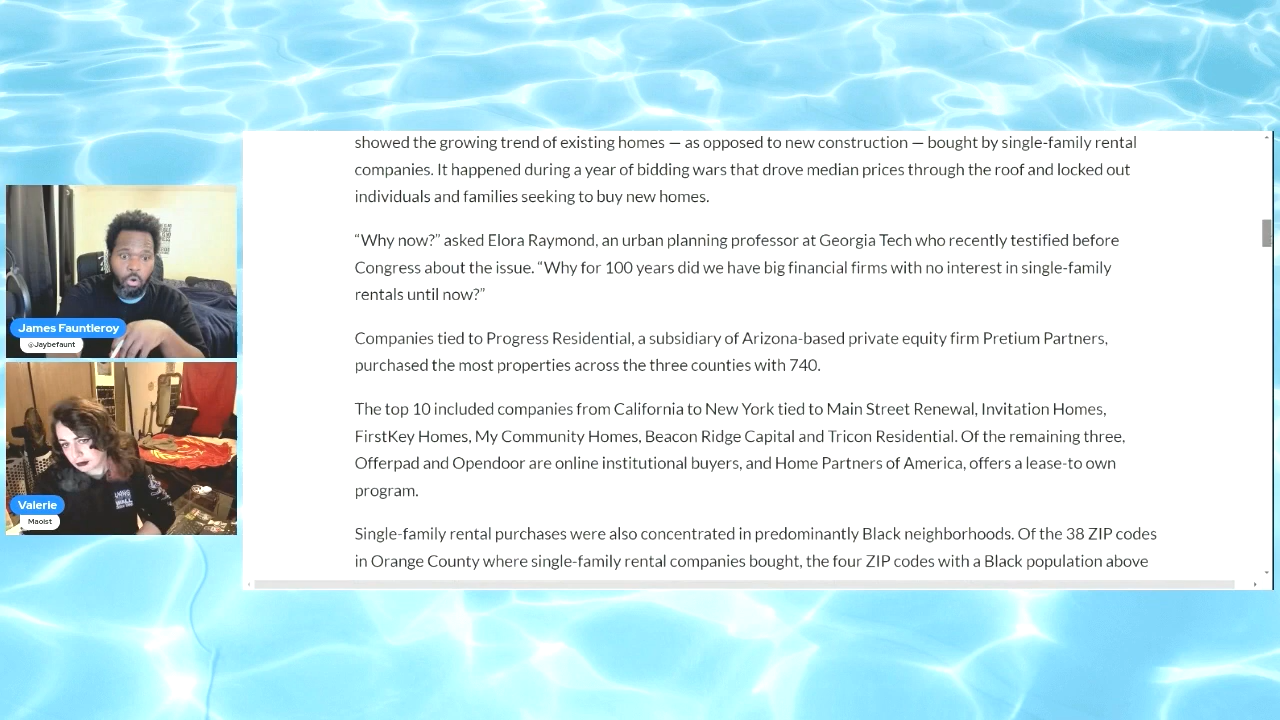 showed the growing trend of existing homes — as opposed to new construction — bought by single-family rental
companies. It happened during a year of bidding wars that drove median prices through the roof and locked out
individuals and families seeking to buy new homes.
“Why now?” asked Elora Raymond, an urban planning professor at Georgia Tech who recently testified before
Congress about the issue. “Why for 100 years did we have big financial firms with no interest in single-family
rentals until now?”
Companies tied to Progress Residential, a subsidiary of Arizona-based private equity firm Pretium Partners,
purchased the most properties across the three counties with 740.
The top 10 included companies from California to New York tied to Main Street Renewal, Invitation Homes,
FirstKey Homes, My Community Homes, Beacon Ridge Capital and Tricon Residential. Of the remaining three,
Offerpad and Opendoor are online institutional buyers, and Home Partners of America, offers a lease-to own
program.
Single-family rental purchases were also concentrated in predominantly Black neighborhoods. Of the 38 ZIP codes
in Orange County where single-family rental companies bought, the four ZIP codes with a Black population above
James Fauntleroy
@Jaybefaunt
Valerie
Maoist